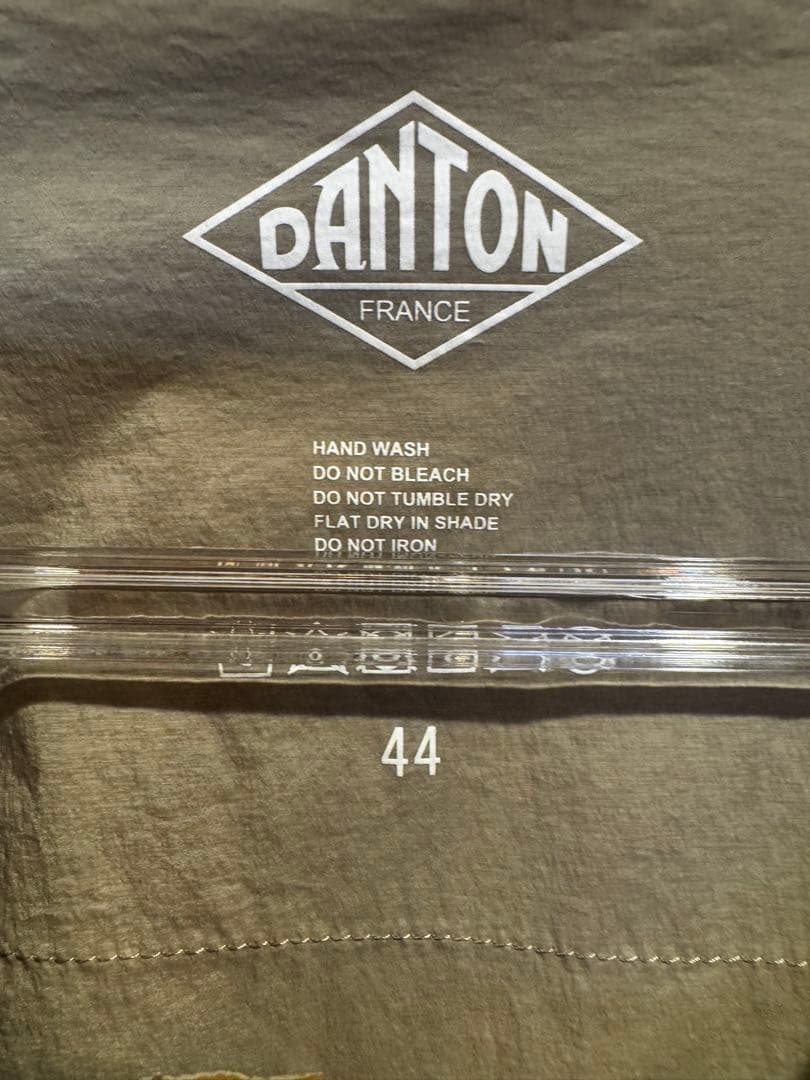 DANTON
FRANCE
HAND WASH
DO NOT BLEACH
DO NOT TUMBLE DRY
FLAT DRY IN SHADE
DO NOT IRON
44